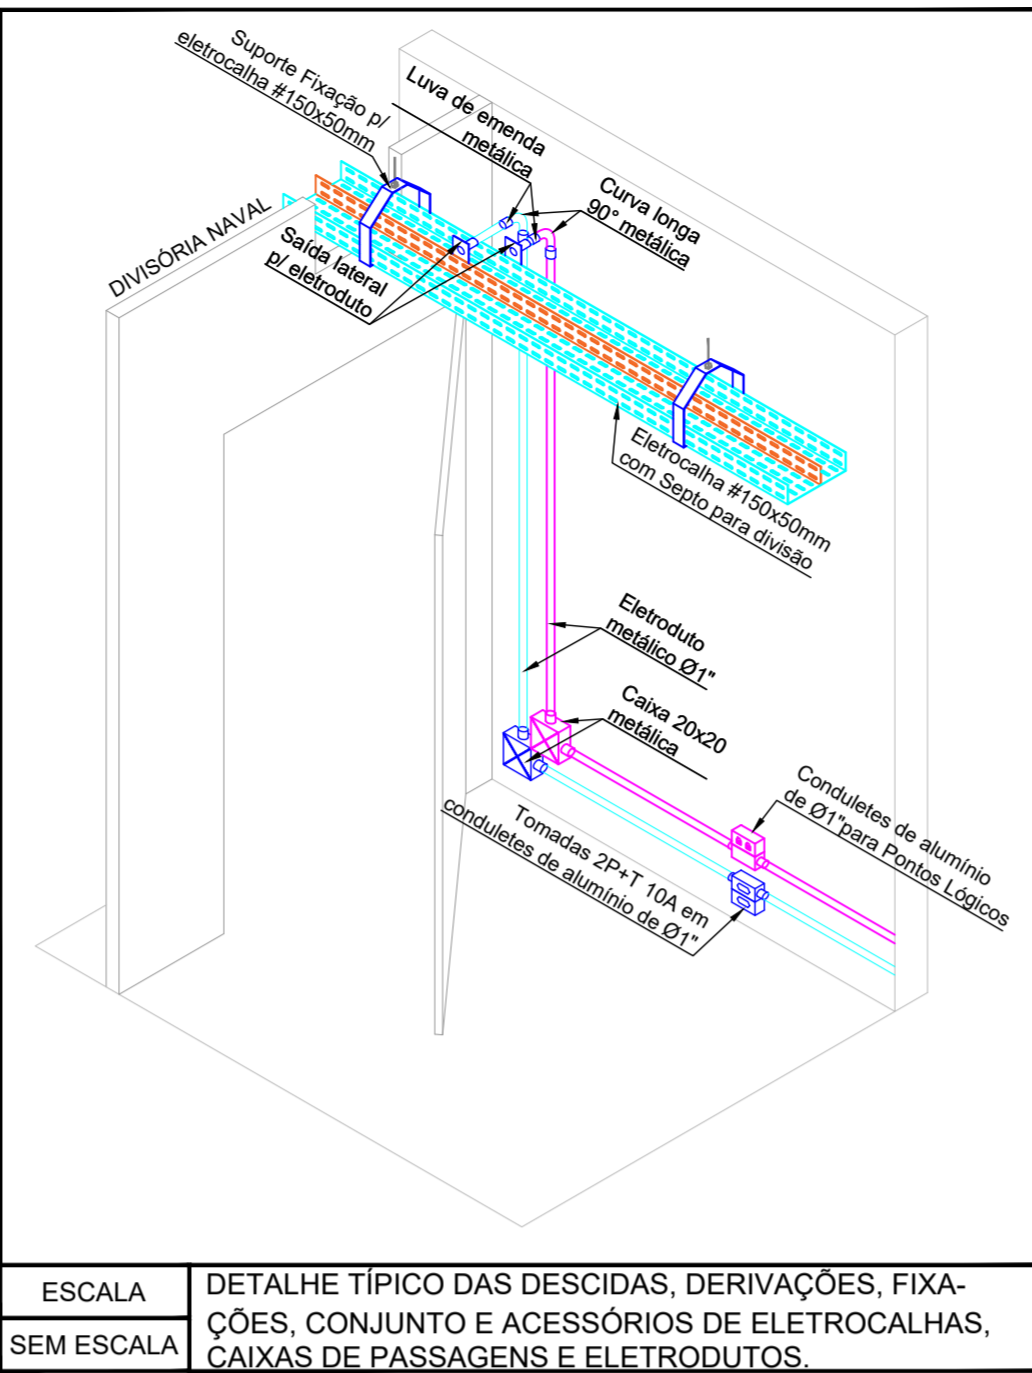 Suporte Fixação p/
eletrocalha #150x50mm
Luva de emenda
metálica
Curva longa
90° metálica
DIVISÓRIA NAVAL
Saída lateral
p/ eletroduto
Eletrocalha #150x50mm
com Septo para divisão
Eletroduto
metálico Ø1"
Caixa 20x20
metálica
Conduletes de alumínio
de Ø1"para Pontos Lógicos
Tomadas 2P+T 10A em
conduletes de alumínio de Ø1"
ESCALA
SEM ESCALA
DETALHE TÍPICO DAS DESCIDAS, DERIVAÇÕES, FIXA-
ÇÕES, CONJUNTO E ACESSÓRIOS DE ELETROCALHAS,
CAIXAS DE PASSAGENS E ELETRODUTOS.